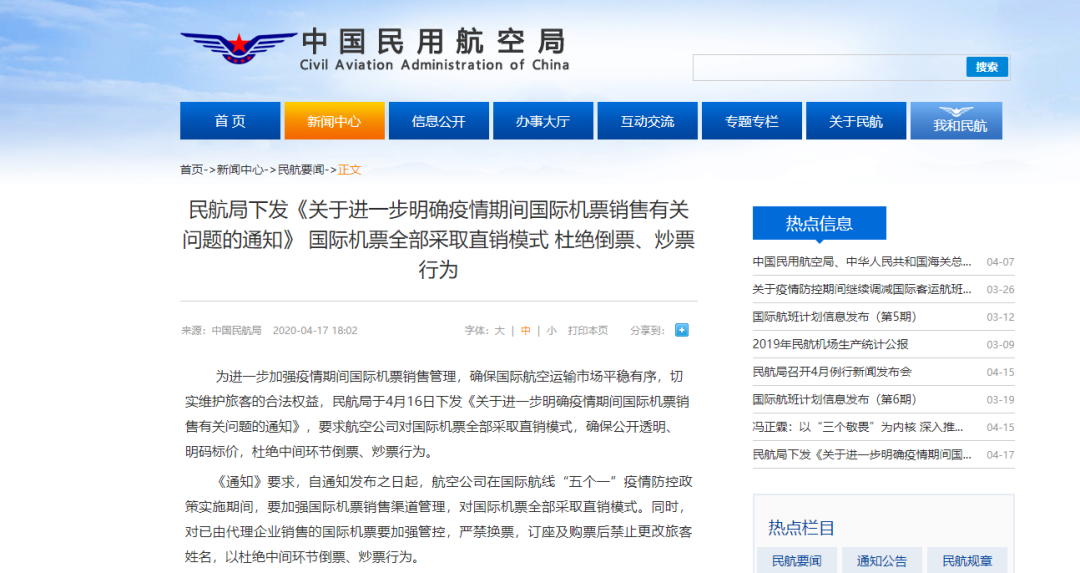 中国民用航空局
Civil Aviation Administration of China
搜索
首 页
新闻中心
信息公开
办事大厅
互动交流
专题专栏
关于民航
我和民航
首页->新闻中心->民航要闻->正文
民航局下发《关于进一步明确疫情期间国际机票销售有关
问题的通知》 国际机票全部采取直销模式 杜绝倒票、炒票
行为
来源：中国民航局 2020-04-17 18:02
字体：大 | 中 | 小 打印本页 分享到：
为进一步加强疫情期间国际机票销售管理，确保国际航空运输市场平稳有序，切
实维护旅客的合法权益，民航局于4月16日下发《关于进一步明确疫情期间国际机票销
售有关问题的通知》，要求航空公司对国际机票全部采取直销模式，确保公开透明、
明码标价，杜绝中间环节倒票、炒票行为。
《通知》要求，自通知发布之日起，航空公司在国际航线“五个一”疫情防控政
策实施期间，要加强国际机票销售渠道管理，对国际机票全部采取直销模式。同时，
对已由代理企业销售的国际机票要加强管控，严禁换票，订座及购票后禁止更改旅客
姓名，以杜绝中间环节倒票、炒票行为。
热点信息
中国民用航空局、中华人民共和国海关总... 04-07
关于疫情防控期间继续调减国际客运航班... 03-26
国际航班计划信息发布（第5期） 03-12
2019年民航机场生产统计公报 03-09
民航局召开4月例行新闻发布会 04-15
国际航班计划信息发布（第6期） 03-19
冯正霖：以“三个敬畏”为内核 深入推... 04-15
民航局下发《关于进一步明确疫情期间国... 04-17
热点栏目
民航要闻
通知公告
民航规章